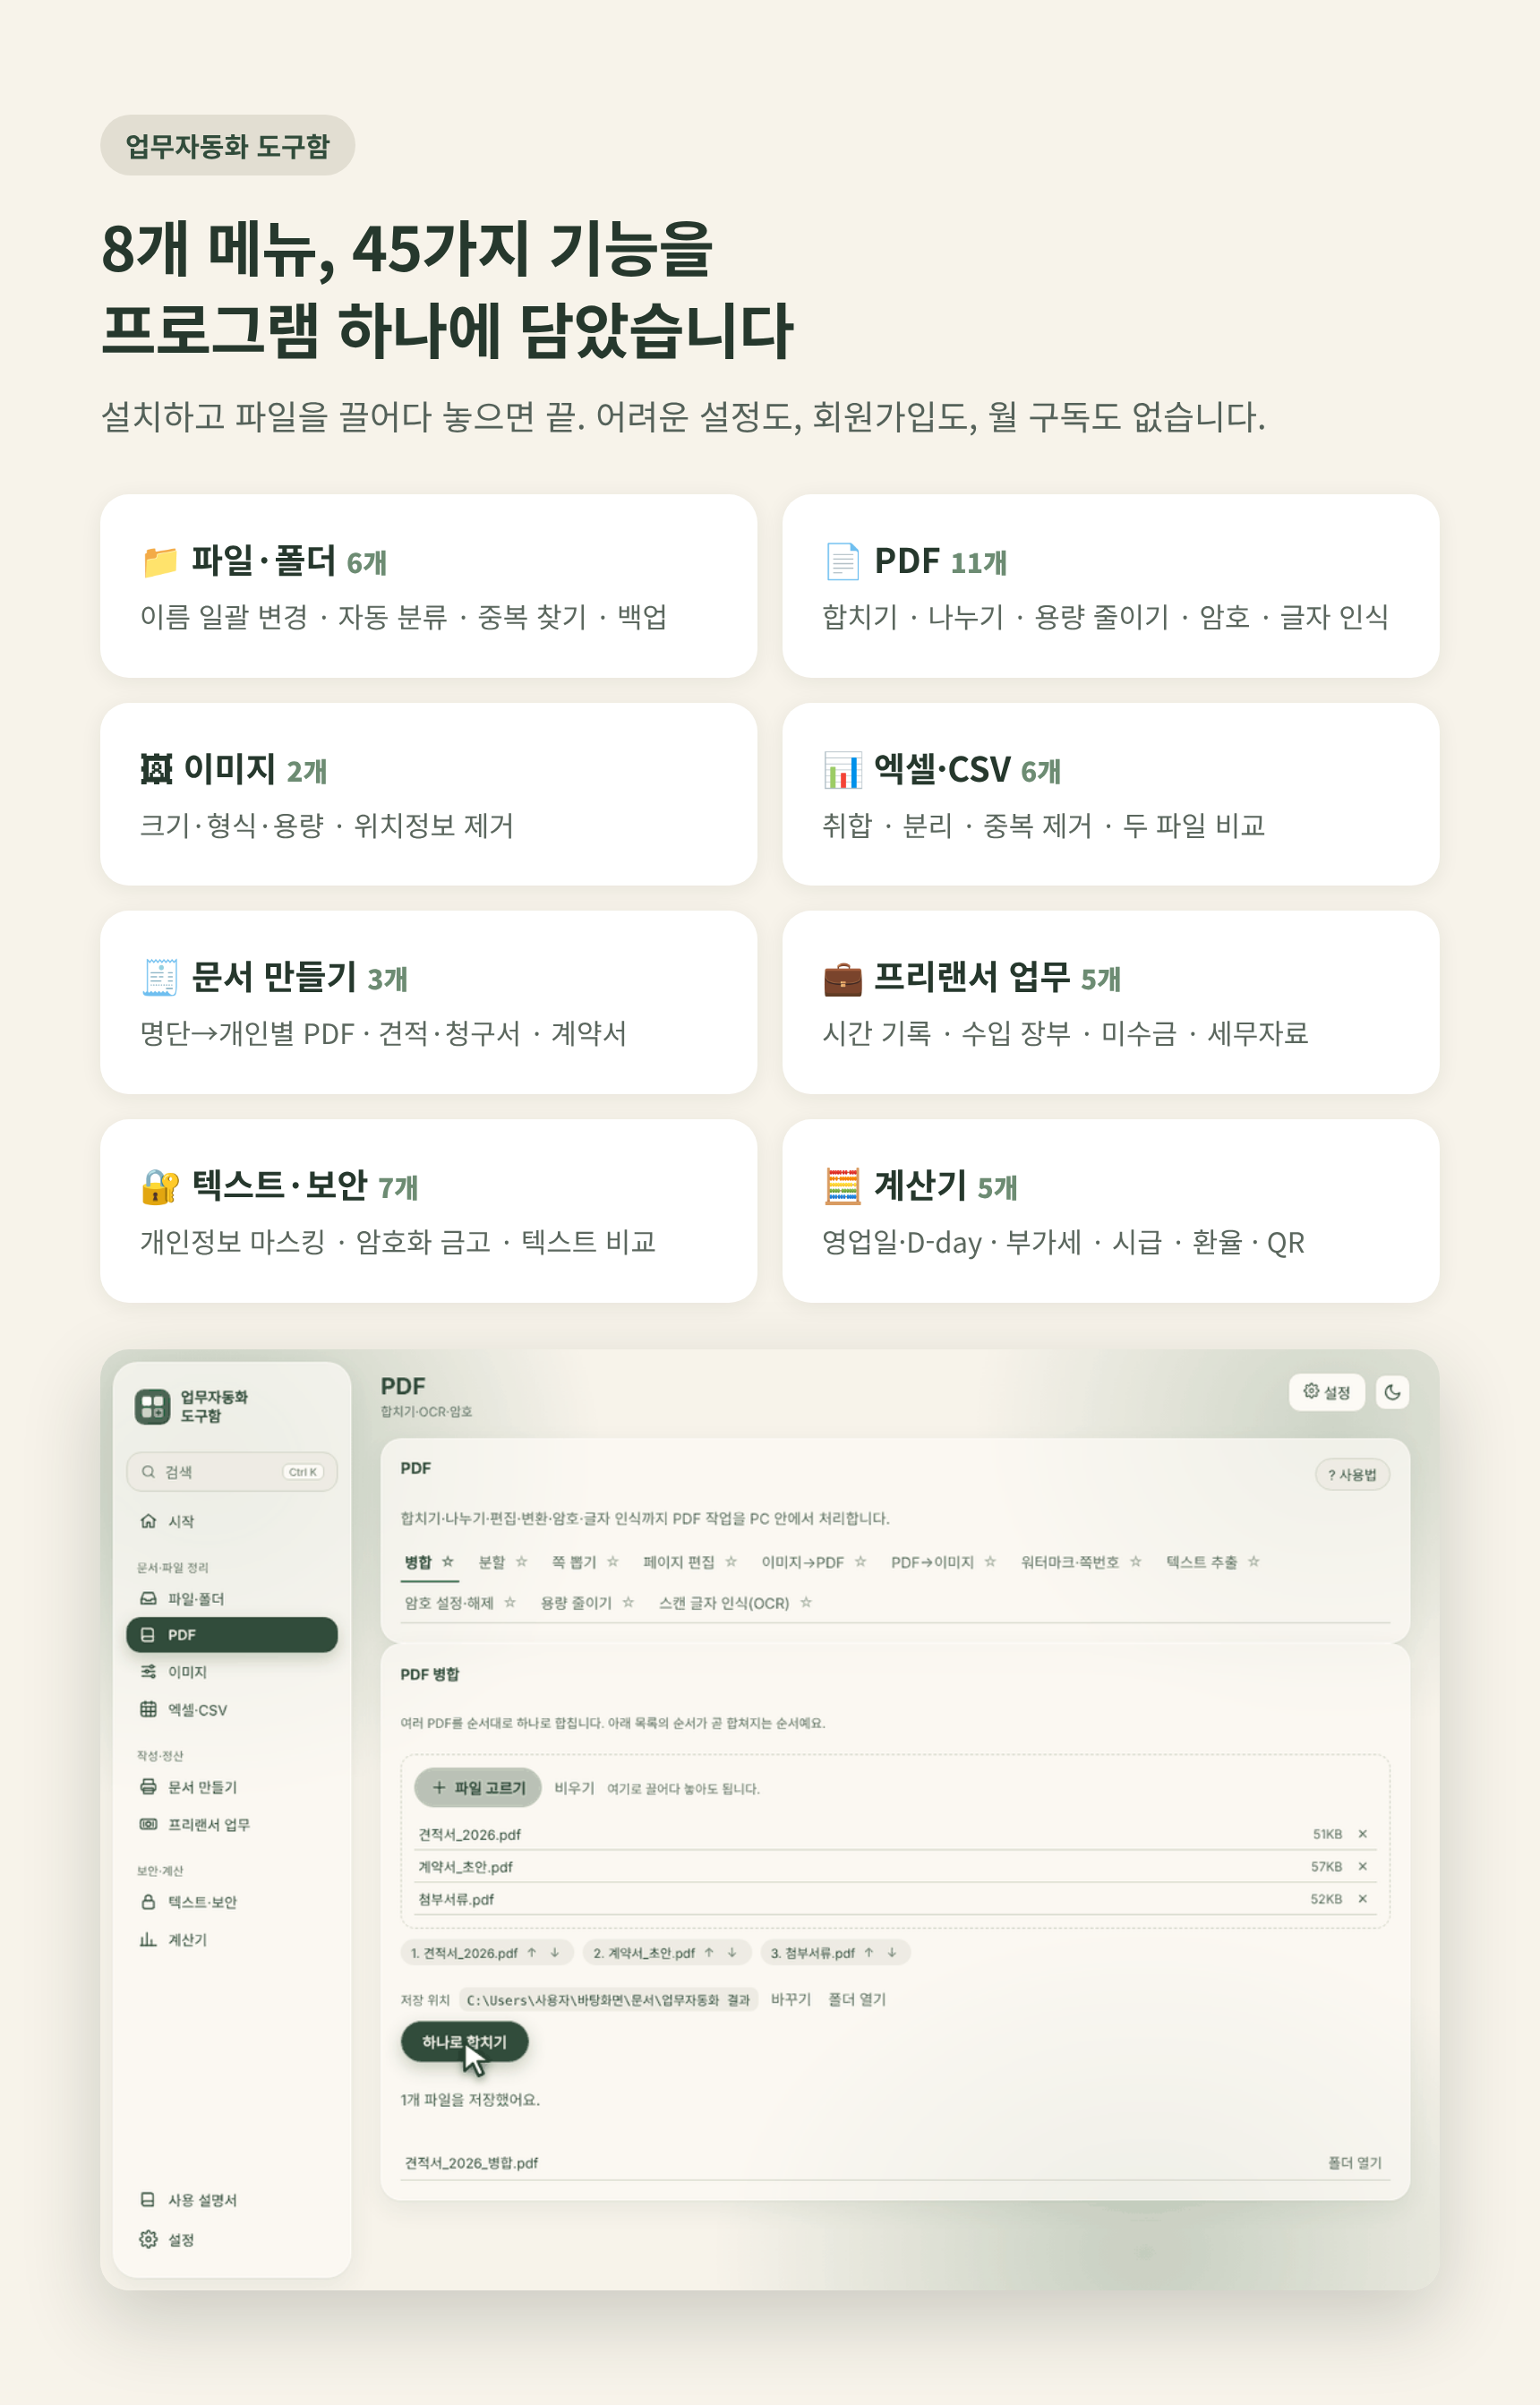 업무자동화 도구함
8개 메뉴, 45가지 기능을
프로그램 하나에 담았습니다
설치하고 파일을 끌어다 놓으면 끝. 어려운 설정도, 회원가입도, 월 구독도 없습니다.
파일·폴더 6개
이름 일괄 변경 · 자동 분류 · 중복 찾기 · 백업
PDF 11개
합치기 · 나누기 · 용량 줄이기 · 암호 · 글자 인식
이미지 2개
크기·형식·용량 · 위치정보 제거
엑셀·CSV 6개
취합 · 분리 · 중복 제거 · 두 파일 비교
문서 만들기 3개
명단→개인별 PDF · 견적·청구서 · 계약서
프리랜서 업무 5개
시간 기록 · 수입 장부 · 미수금 · 세무자료
텍스트·보안 7개
개인정보 마스킹 · 암호화 금고 · 텍스트 비교
계산기 5개
영업일·D-day · 부가세 · 시급 · 환율 · QR
업무자동화
도구함
검색 Ctrl K
시작
문서·파일 정리
파일·폴더
PDF
이미지
엑셀·CSV
작성·정산
문서 만들기
프리랜서 업무
보안·계산
텍스트·보안
계산기
사용 설명서
설정
PDF
합치기·OCR·암호
설정
PDF
? 사용법
합치기·나누기·편집·변환·암호·글자 인식까지 PDF 작업을 PC 안에서 처리합니다.
병합 ☆ 분할 ☆ 쪽 뽑기 ☆ 페이지 편집 ☆ 이미지→PDF ☆ PDF→이미지 ☆ 워터마크·쪽번호 ☆ 텍스트 추출 ☆
암호 설정·해제 ☆ 용량 줄이기 ☆ 스캔 글자 인식(OCR) ☆
PDF 병합
여러 PDF를 순서대로 하나로 합칩니다. 아래 목록의 순서가 곧 합쳐지는 순서예요.
+ 파일 고르기 비우기 여기로 끌어다 놓아도 됩니다.
견적서_2026.pdf 51KB ×
계약서_초안.pdf 57KB ×
첨부서류.pdf 52KB ×
1. 견적서_2026.pdf ↑ ↓ 2. 계약서_초안.pdf ↑ ↓ 3. 첨부서류.pdf ↑ ↓
저장 위치 C:\Users\사용자\바탕화면\문서\업무자동화 결과 바꾸기 폴더 열기
하나로 합치기
1개 파일을 저장했어요.
견적서_2026_병합.pdf 폴더 열기